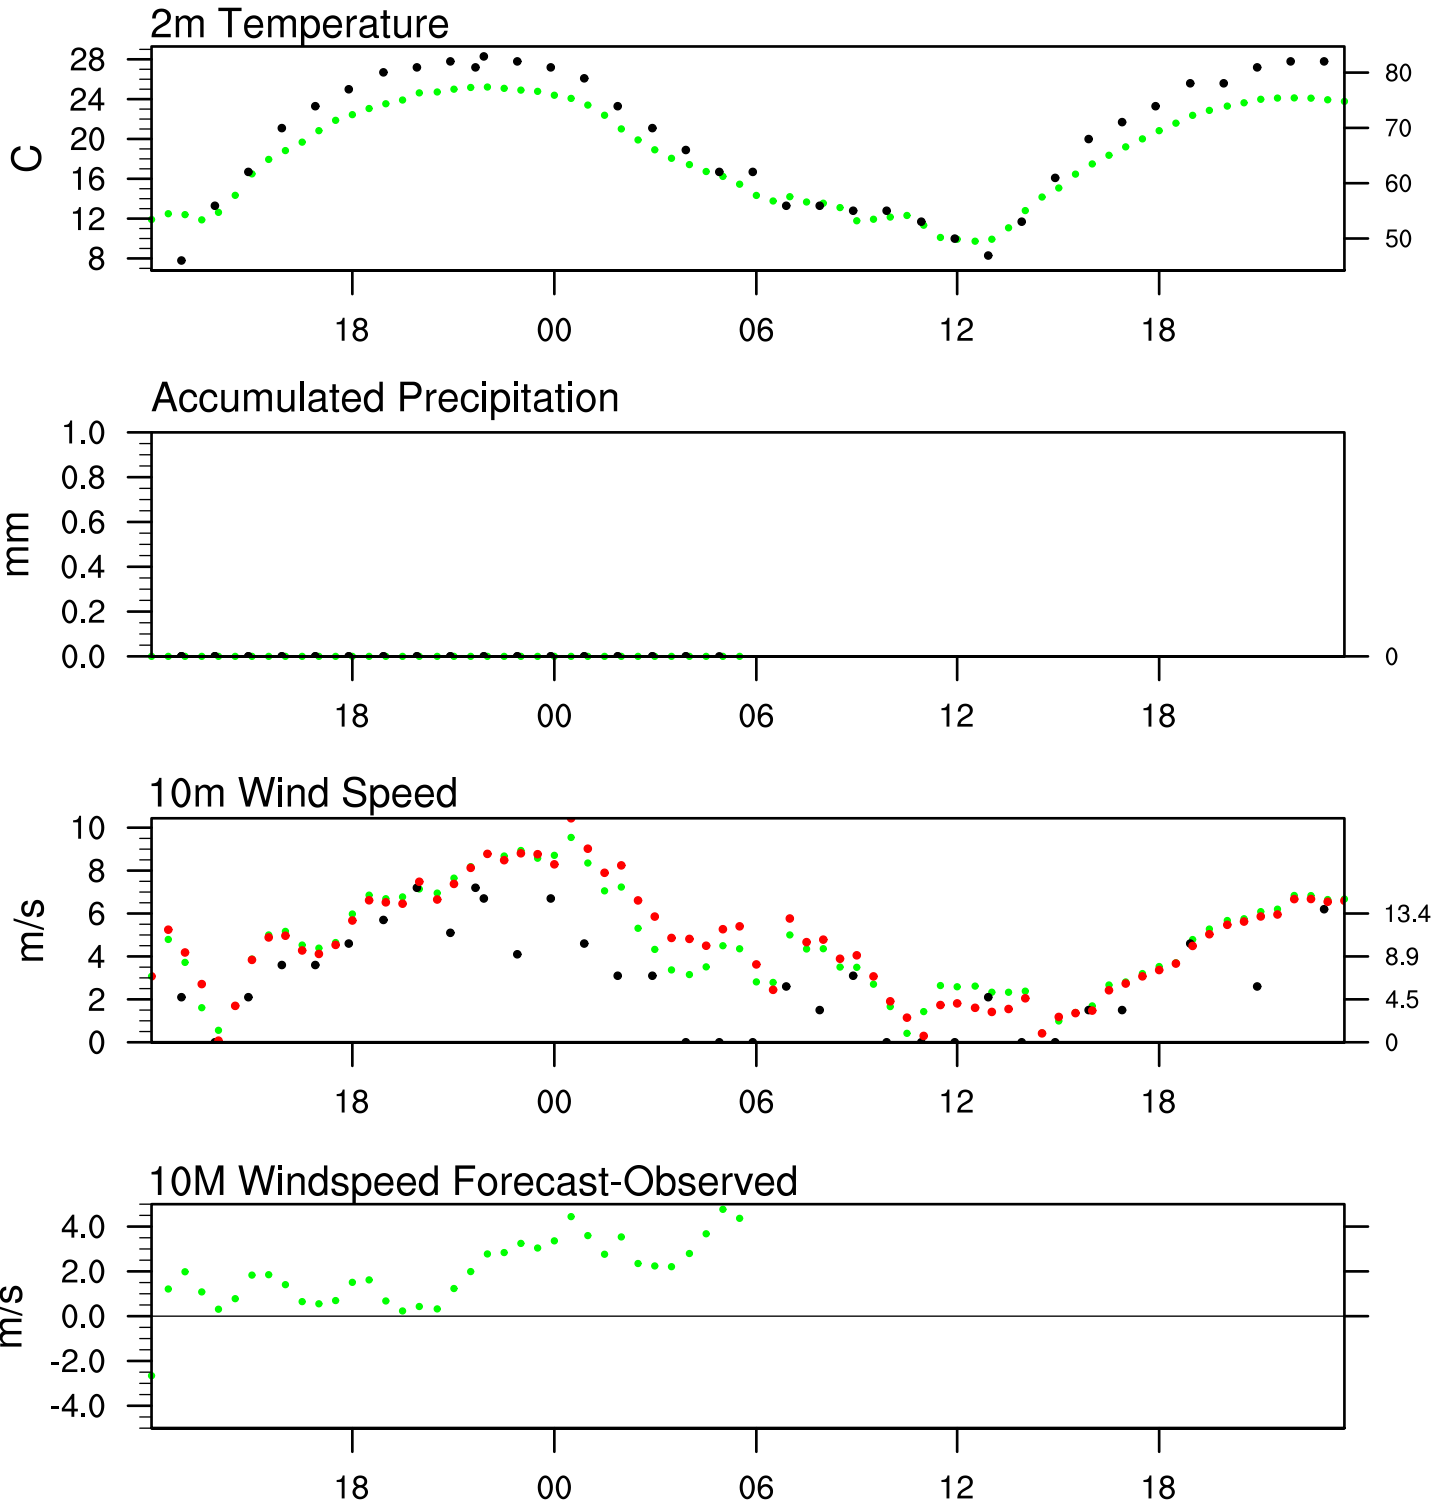 2m Temperature
28
24
20
16
12
8
C
80
70
60
50
18 00 06 12 18
Accumulated Precipitation
1.0
0.8
0.6
0.4
0.2
0.0
mm
0
18 00 06 12 18
10m Wind Speed
10
8
6
4
2
0
m/s
13.4
8.9
4.5
0
18 00 06 12 18
10M Windspeed Forecast-Observed
4.0
2.0
0.0
-2.0
-4.0
m/s
18 00 06 12 18